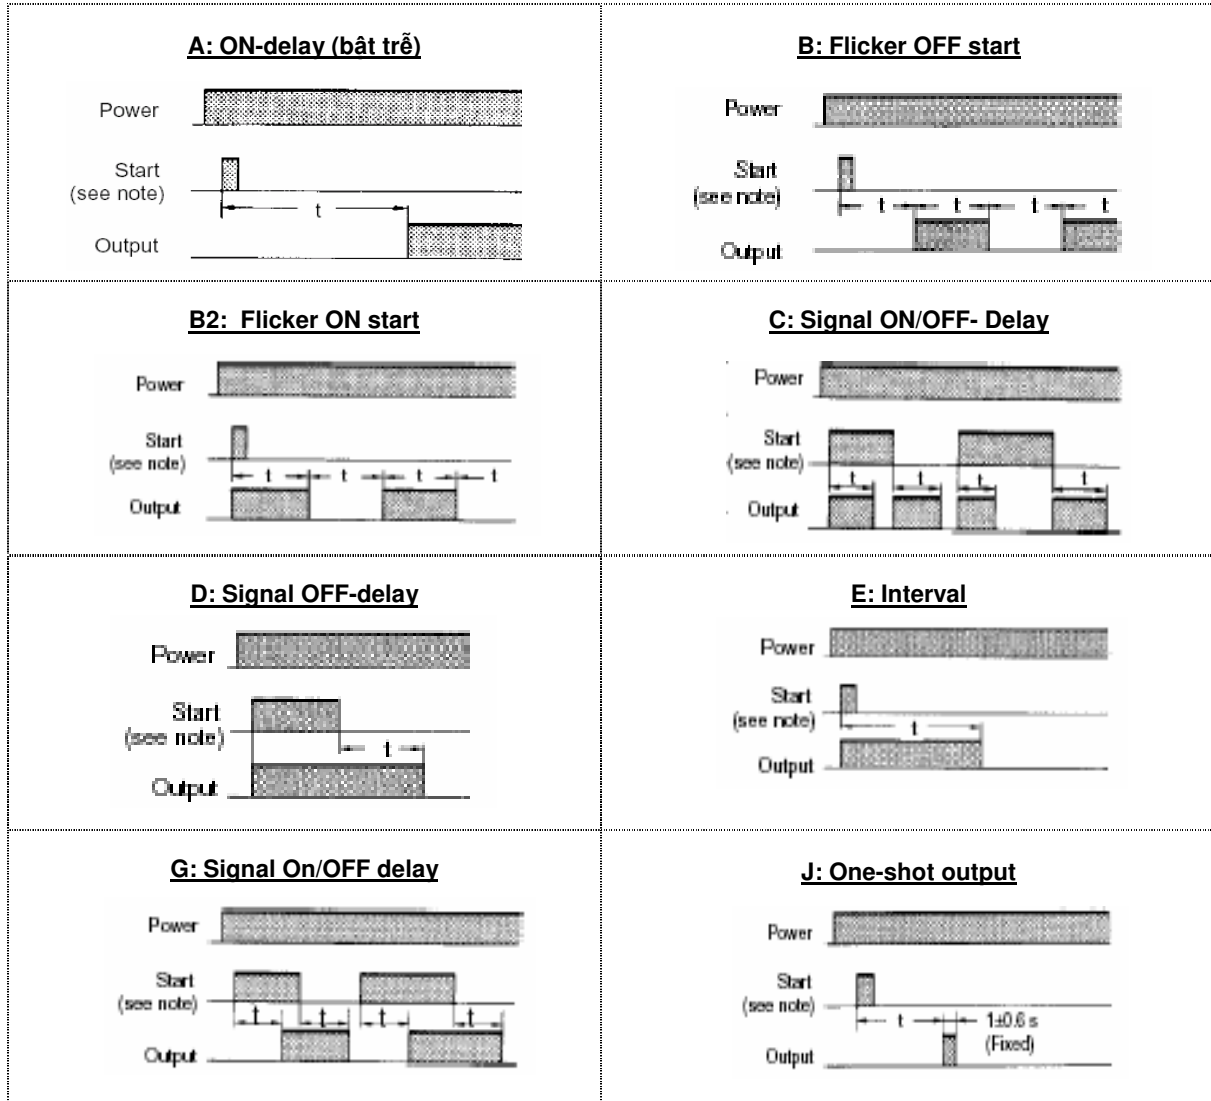 A: ON-delay (bật trễ)
Power
Start
(see note)
t
Output
B: Flicker OFF start
Power
Start
(see note)
t t t t
Output
B2: Flicker ON start
Power
Start
(see note)
t t t t
Output
C: Signal ON/OFF- Delay
Power
Start
(see note)
t t t t
Output
D: Signal OFF-delay
Power
Start
(see note)
t
Output
E: Interval
Power
Start
(see note)
t
Output
G: Signal On/OFF delay
Power
Start
(see note)
t t t t
Output
J: One-shot output
Power
Start
(see note)
t 1±0.6 s
(Fixed)
Output